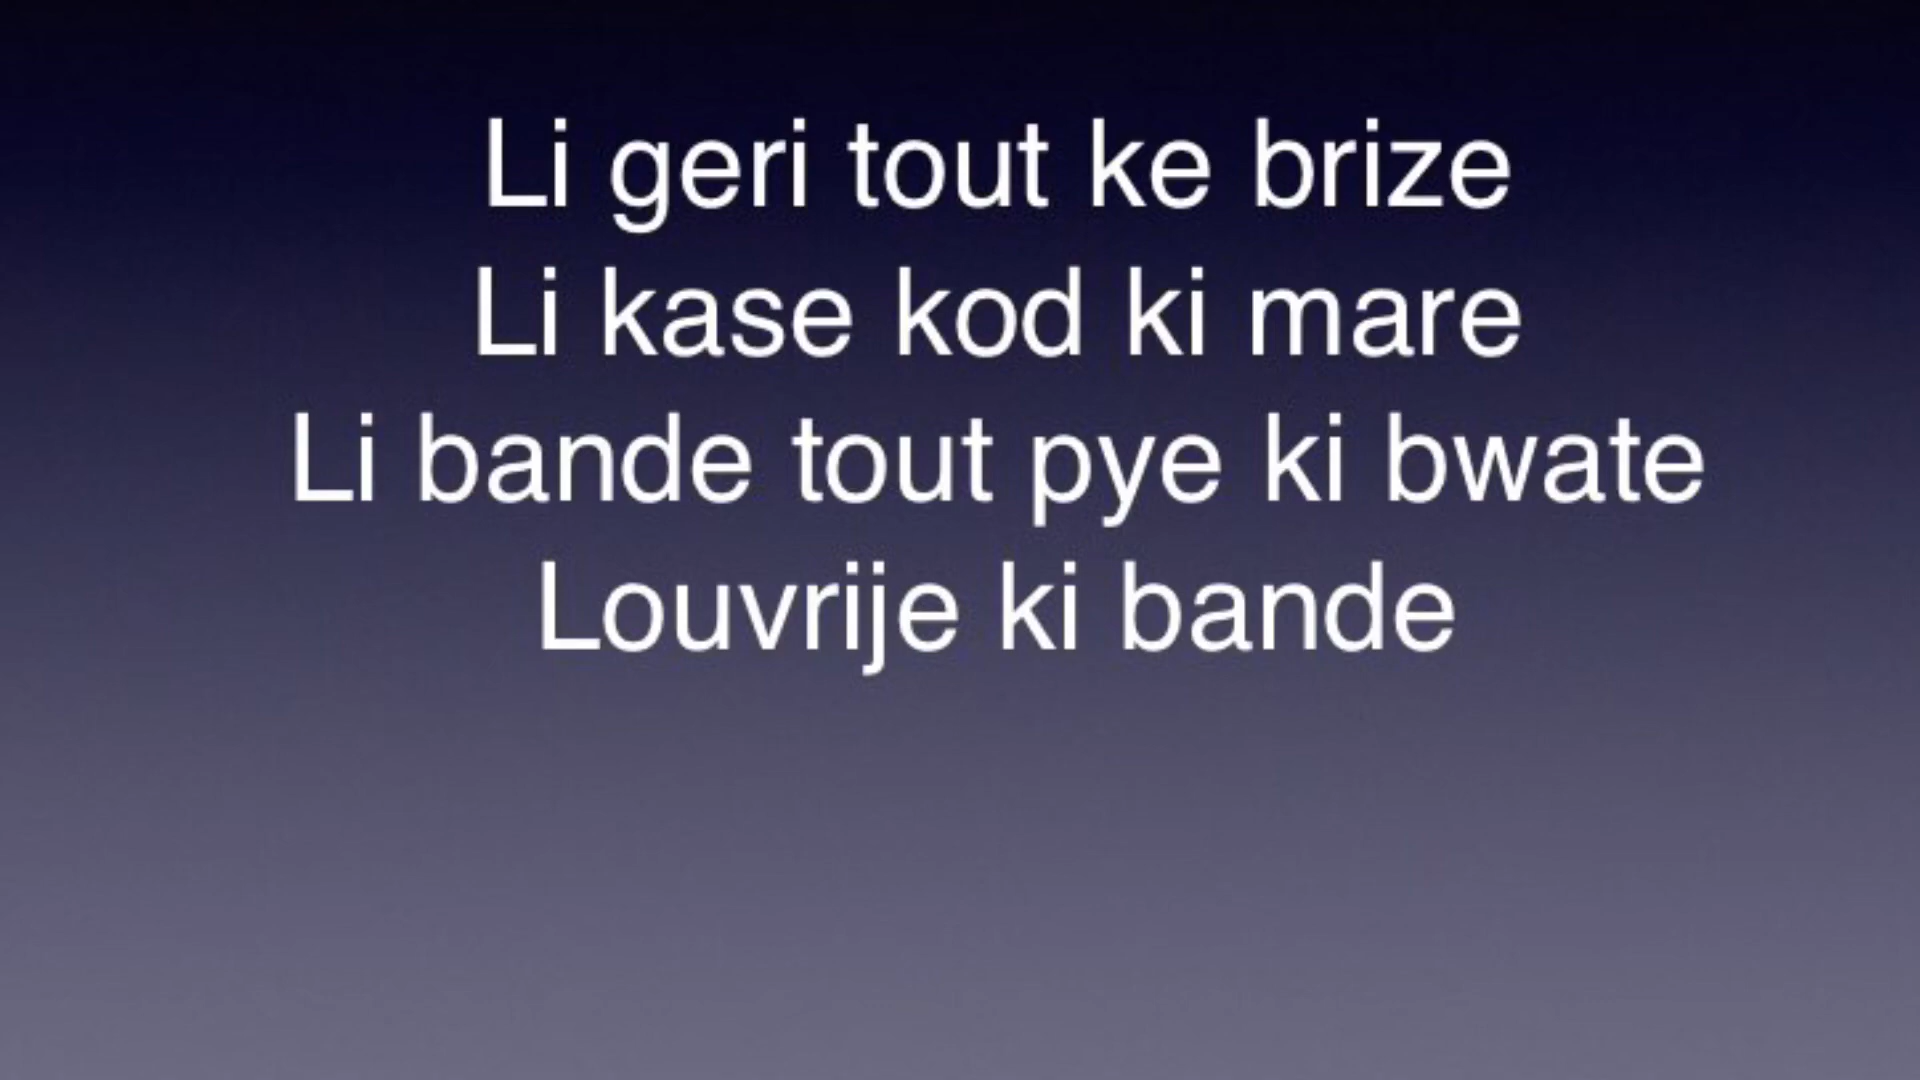 Li geri tout ke brize
Li kase kod ki mare
Li bande tout pye ki bwate
Louvrije ki bande